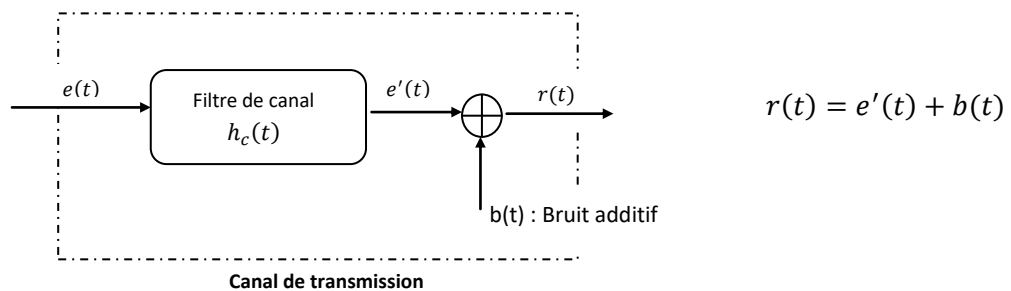 e(t)
Filtre de canal
h_c(t)
e'(t)
r(t)
r(t) = e'(t) + b(t)
b(t) : Bruit additif
Canal de transmission